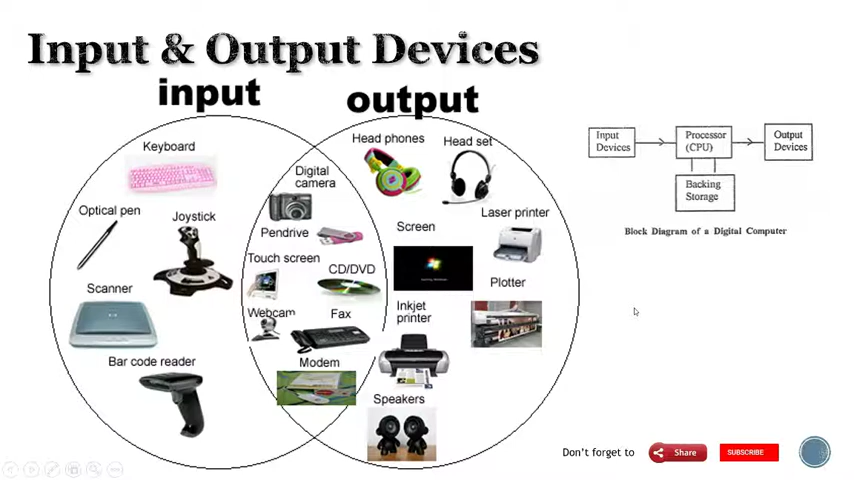 Input & Output Devices
input
output
Keyboard
Optical pen
Joystick
Scanner
Bar code reader
Digital
camera
Pendrive
Touch screen
CD/DVD
Webcam
Fax
Modem
Head phones
Head set
Screen
Laser printer
Plotter
Inkjet
printer
Speakers
Input
Devices
Processor
(CPU)
Output
Devices
Backing
Storage
Block Diagram of a Digital Computer
Don't forget to
Share
SUBSCRIBE